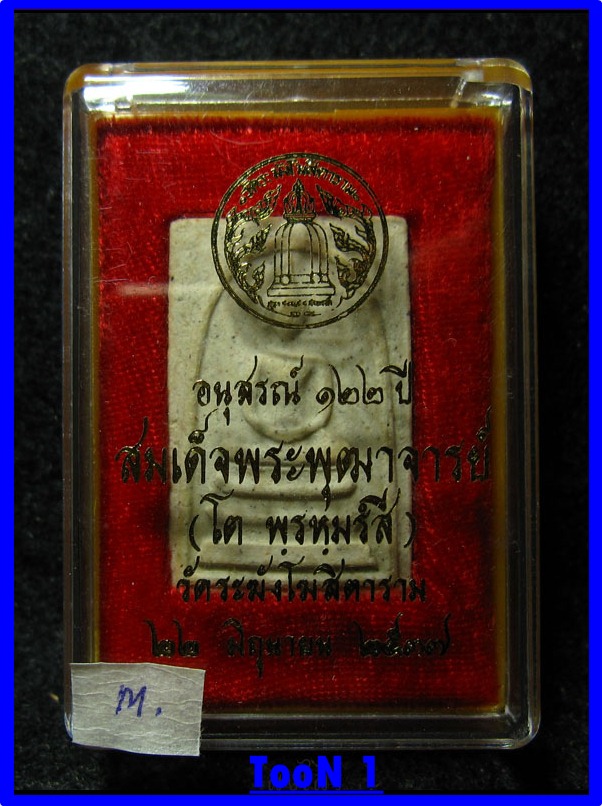 อนุสรณ์ ๑๒๒ ปี
สมเด็จพระพุฒาจารย์
(โต พฺรหฺมรํสี)
วัดระฆังโฆสิตาราม
๒๒ มิถุนายน ๒๕๓๗
m.
TooN 1